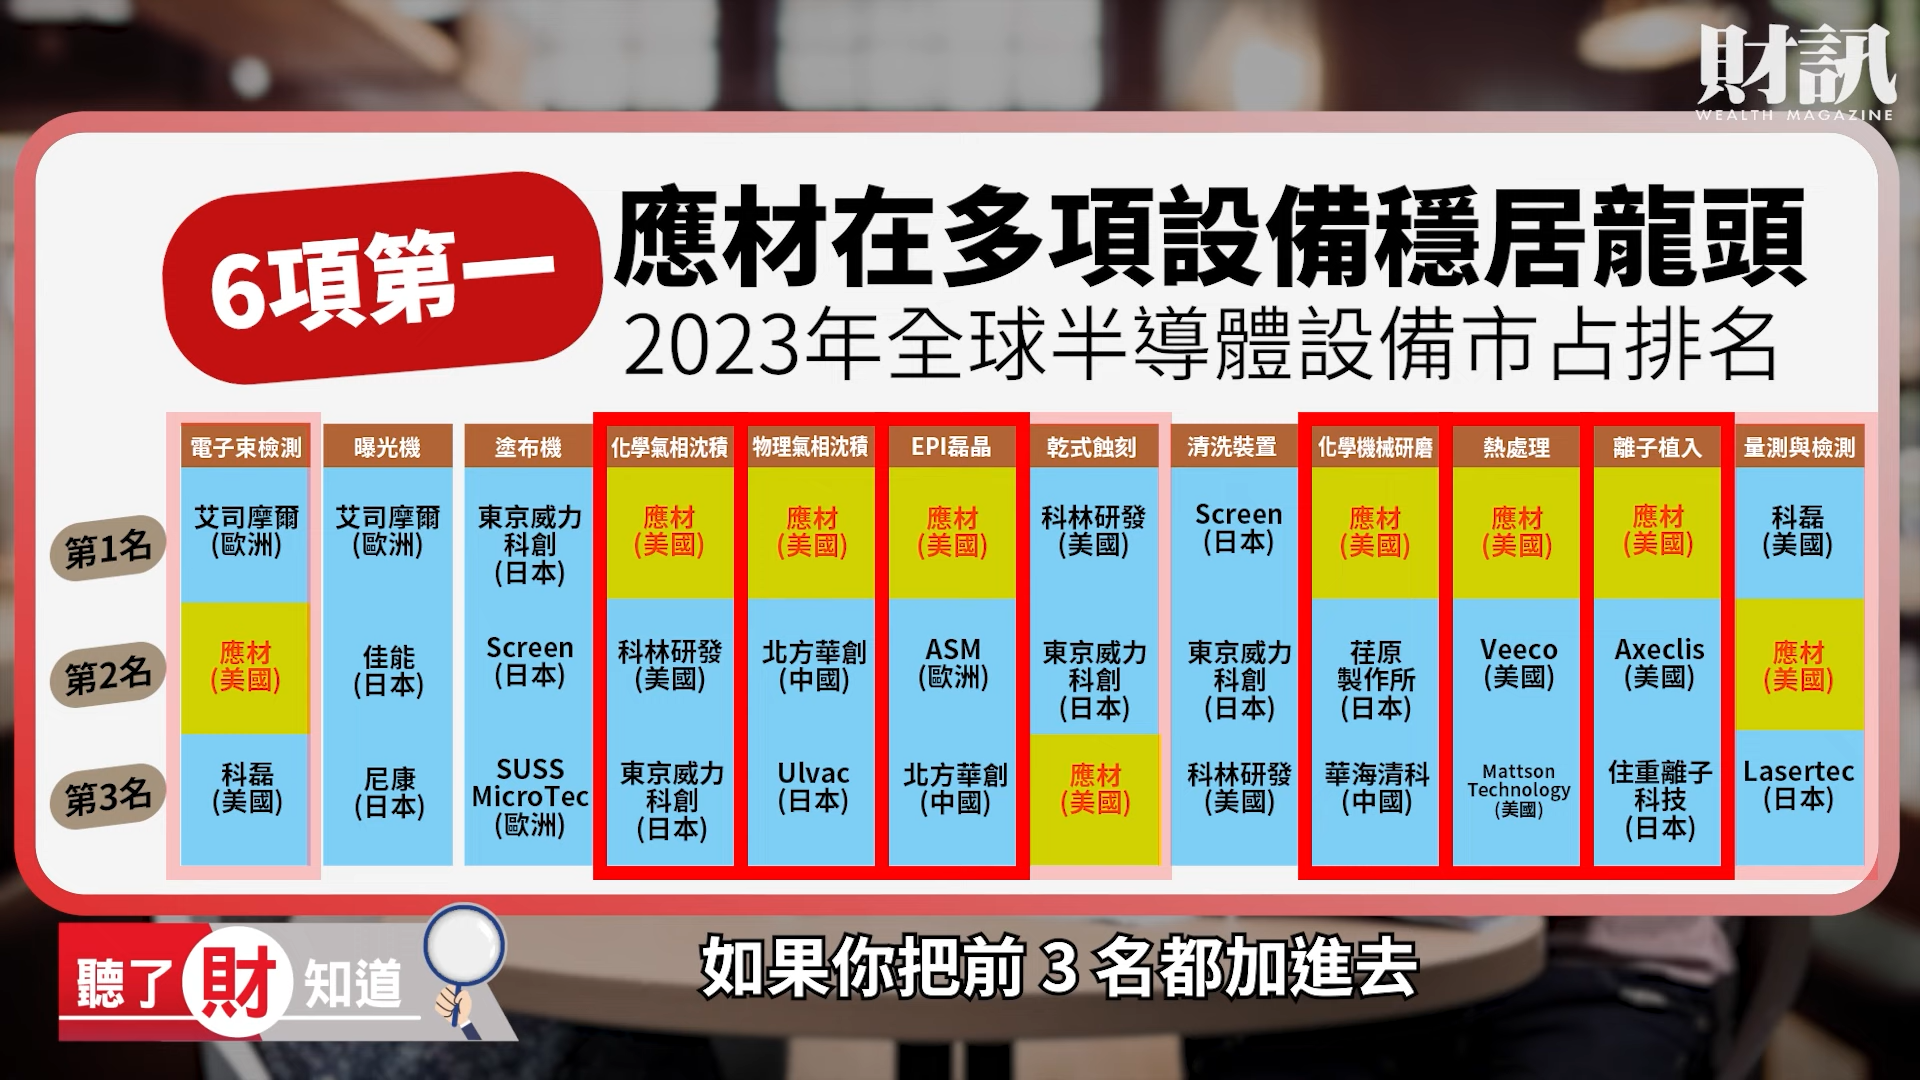 財訊
WEALTH MAGAZINE
6項第一
應材在多項設備穩居龍頭
2023年全球半導體設備市占排名
電子束檢測
曝光機
塗布機
化學氣相沈積
物理氣相沈積
EPI磊晶
乾式蝕刻
清洗裝置
化學機械研磨
熱處理
離子植入
量測與檢測
第1名
艾司摩爾
(歐洲)
艾司摩爾
(歐洲)
東京威力
科創
(日本)
應材
(美國)
應材
(美國)
應材
(美國)
科林研發
(美國)
Screen
(日本)
應材
(美國)
應材
(美國)
應材
(美國)
科磊
(美國)
第2名
應材
(美國)
佳能
(日本)
Screen
(日本)
科林研發
(美國)
北方華創
(中國)
ASM
(歐洲)
東京威力
科創
(日本)
東京威力
科創
(日本)
荏原
製作所
(日本)
Veeco
(美國)
Axeclis
(美國)
應材
(美國)
第3名
科磊
(美國)
尼康
(日本)
SUSS
MicroTec
(歐洲)
東京威力
科創
(日本)
Ulvac
(日本)
北方華創
(中國)
應材
(美國)
科林研發
(美國)
華海清科
(中國)
Mattson
Technology
(美國)
住重離子
科技
(日本)
Lasertec
(日本)
聽了財知道
如果你把前3名都加進去